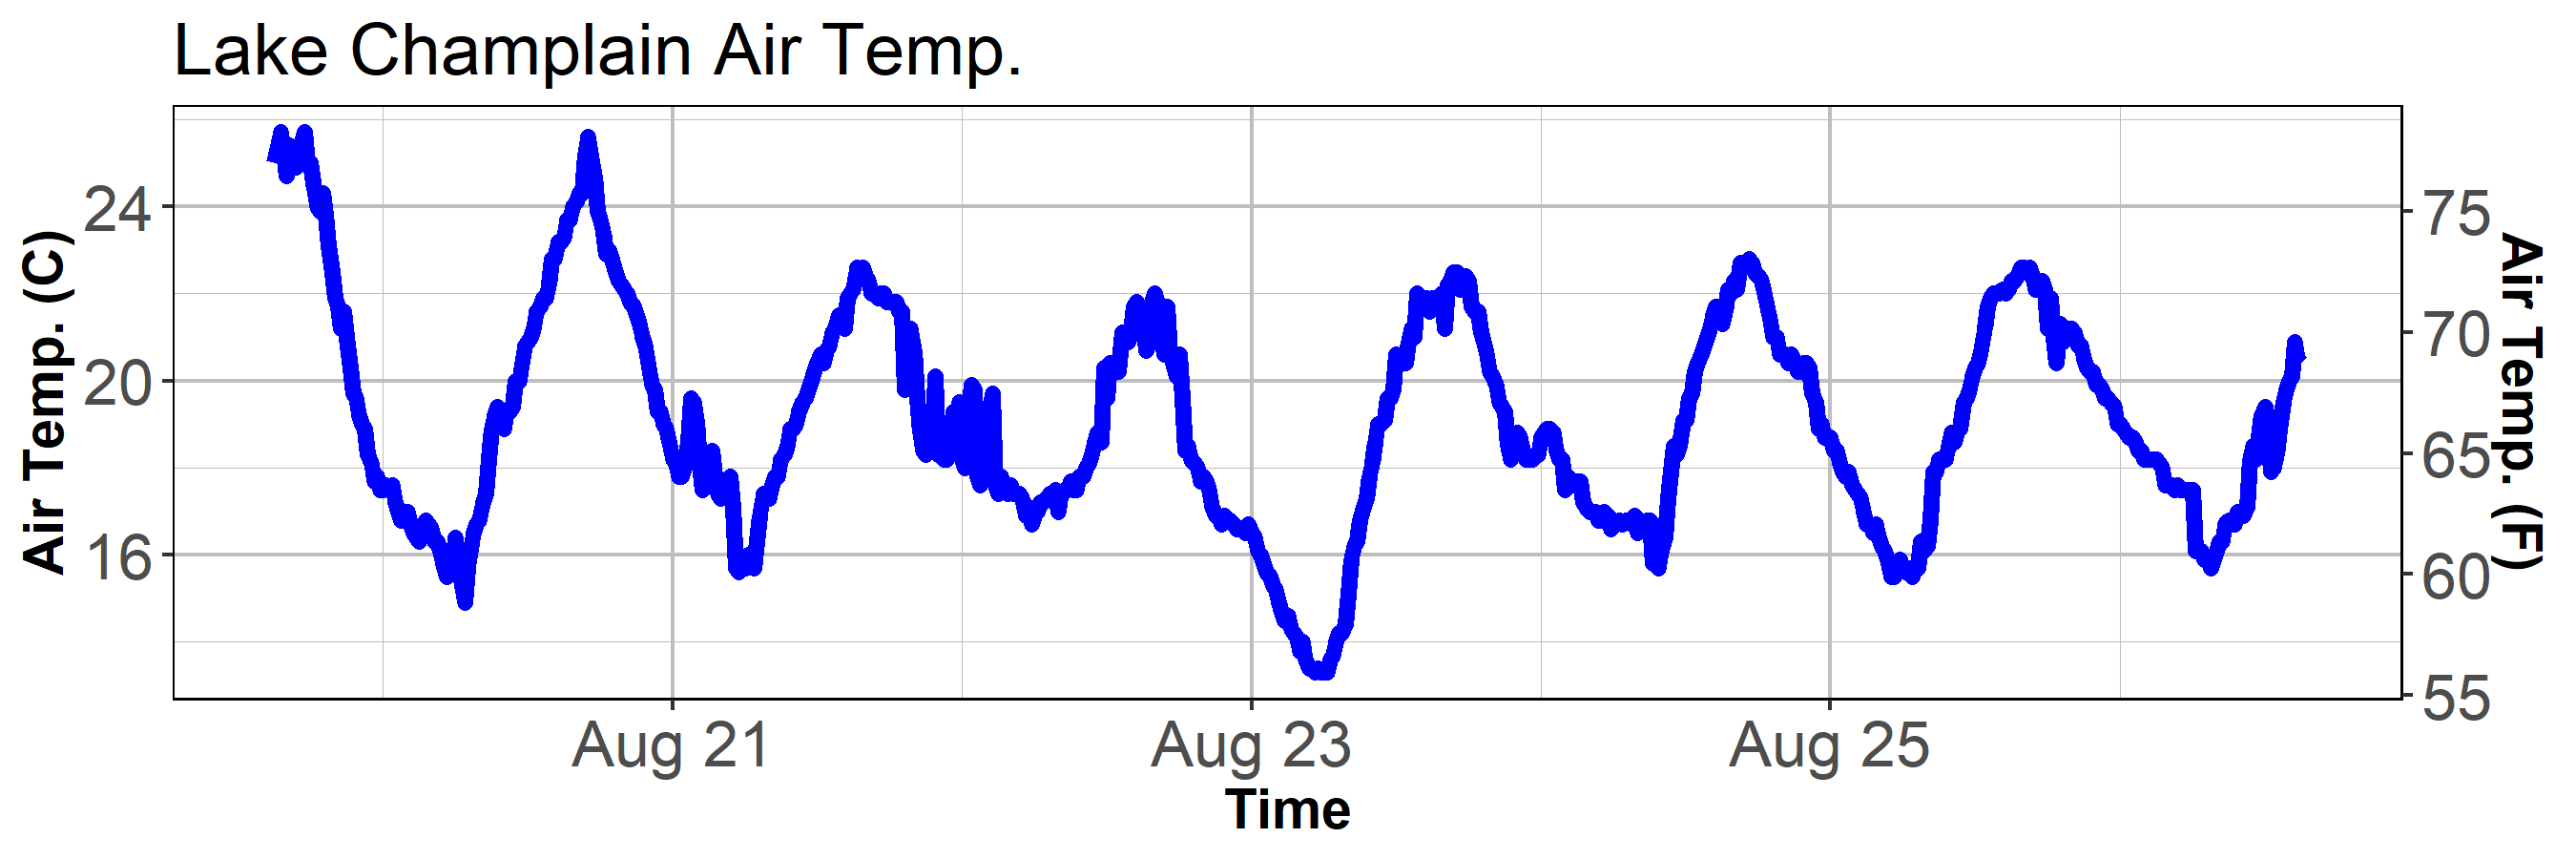 Lake Champlain Air Temp.
Air Temp. (C)
24
20
16
75
70
65
60
55
Air Temp. (F)
Aug 21
Aug 23
Aug 25
Time